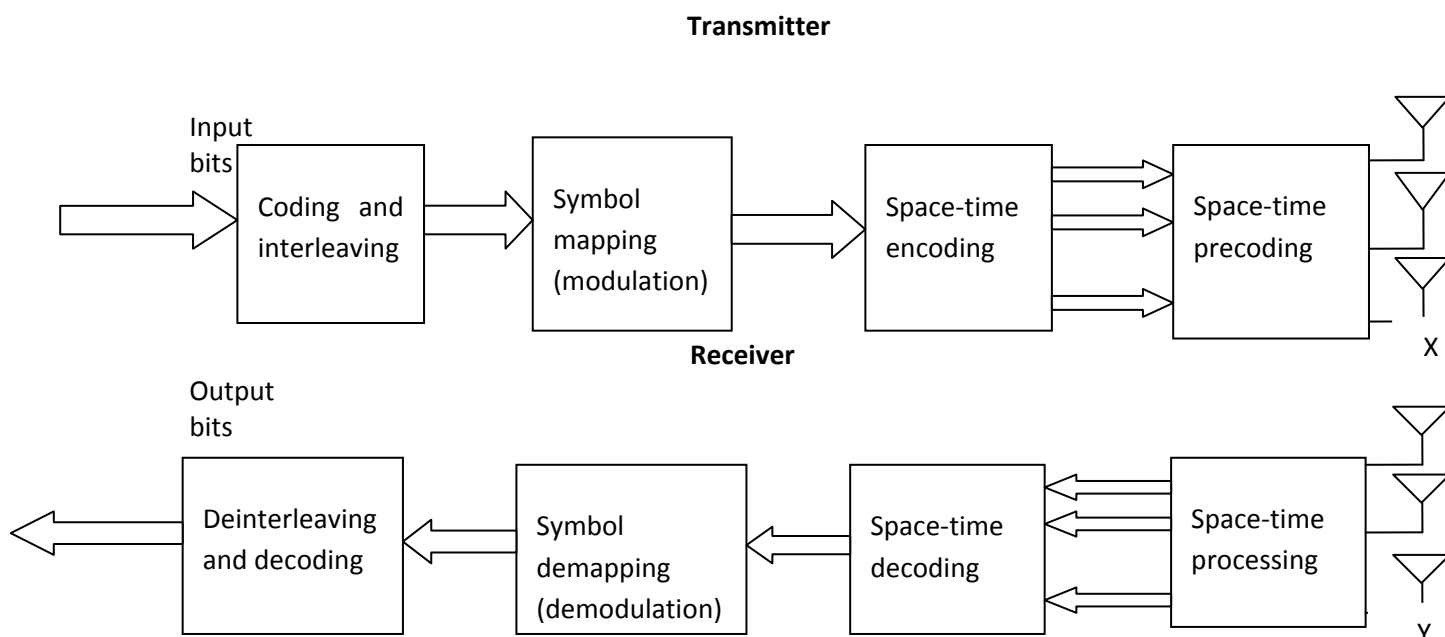 Transmitter
Input
bits
Coding and
interleaving
Symbol
mapping
(modulation)
Space-time
encoding
Space-time
precoding
X
Receiver
Output
bits
Deinterleaving
and decoding
Symbol
demapping
(demodulation)
Space-time
decoding
Space-time
processing
Y